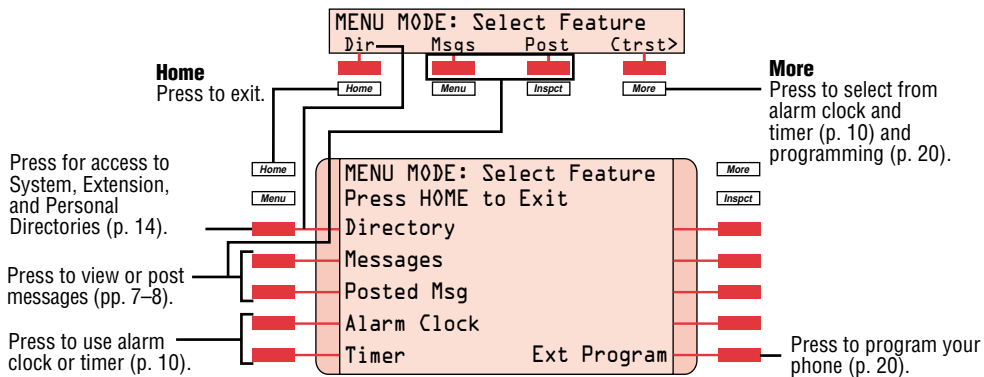 MENU MODE: Select Feature
Dir Msgs Post Ctrst>
Home Menu Inspct More
Home
Press to exit.
More
Press to select from
alarm clock and
timer (p. 10) and
programming (p. 20).
Press for access to
System, Extension,
and Personal
Directories (p. 14).
Press to view or post
messages (pp. 7–8).
Press to use alarm
clock or timer (p. 10).
Home
Menu
MENU MODE: Select Feature
Press HOME to Exit
Directory
Messages
Posted Msg
Alarm Clock
Timer Ext Program
More
Inspct
Press to program your
phone (p. 20).